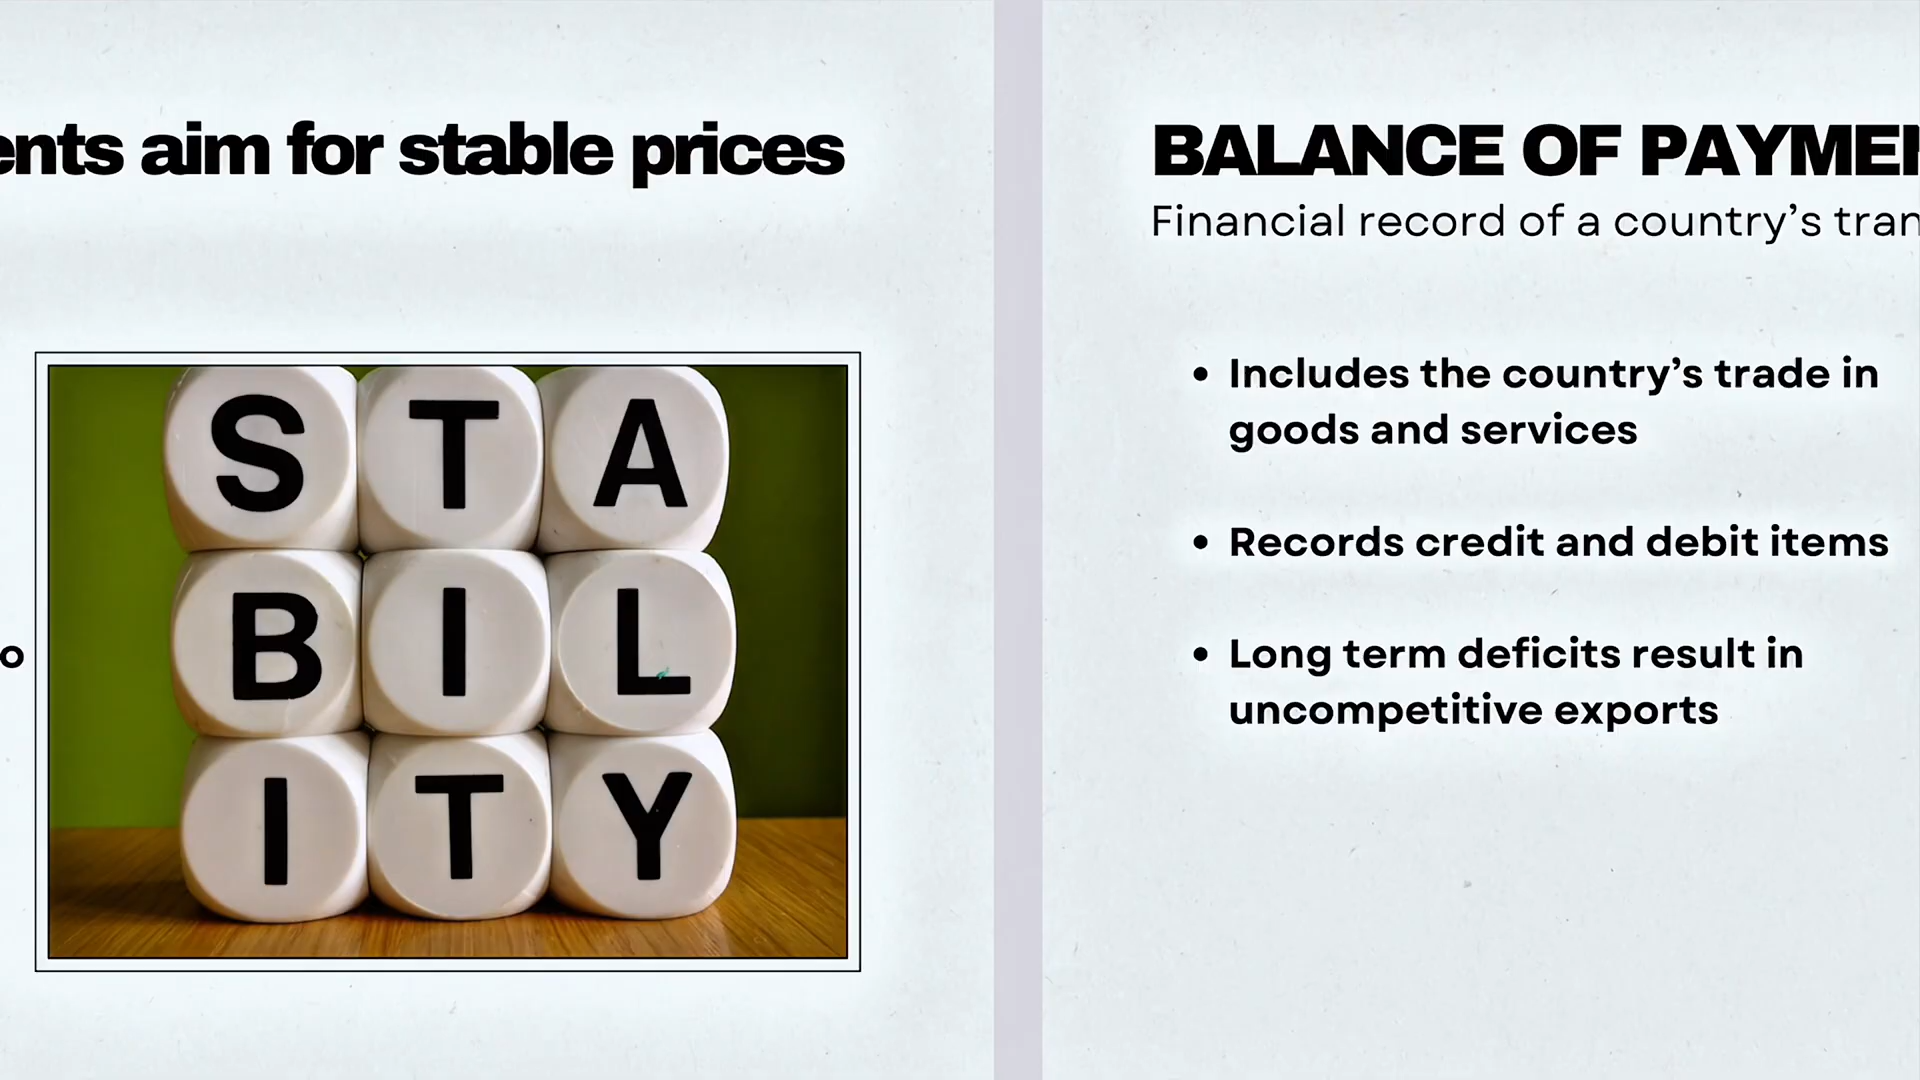 ents aim for stable prices
o
S T A
B I L
I T Y
BALANCE OF PAYMEN
Financial record of a country's tran
• Includes the country's trade in
goods and services
• Records credit and debit items
• Long term deficits result in
uncompetitive exports